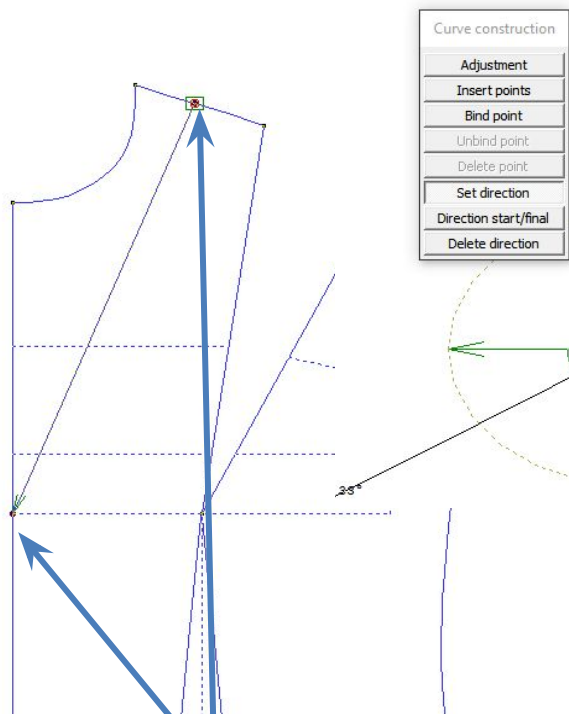 Curve construction
Adjustment
Insert points
Bind point
Unbind point
Delete point
Set direction
Direction start/final
Delete direction
33°